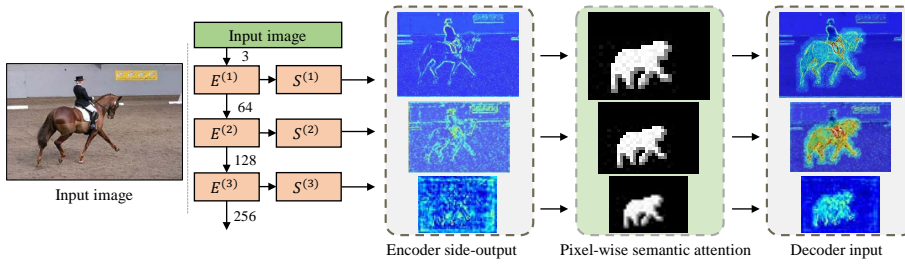 Input image
3
E^(1) S^(1)
64
E^(2) S^(2)
128
E^(3) S^(3)
256
Input image
Encoder side-output
Pixel-wise semantic attention
Decoder input